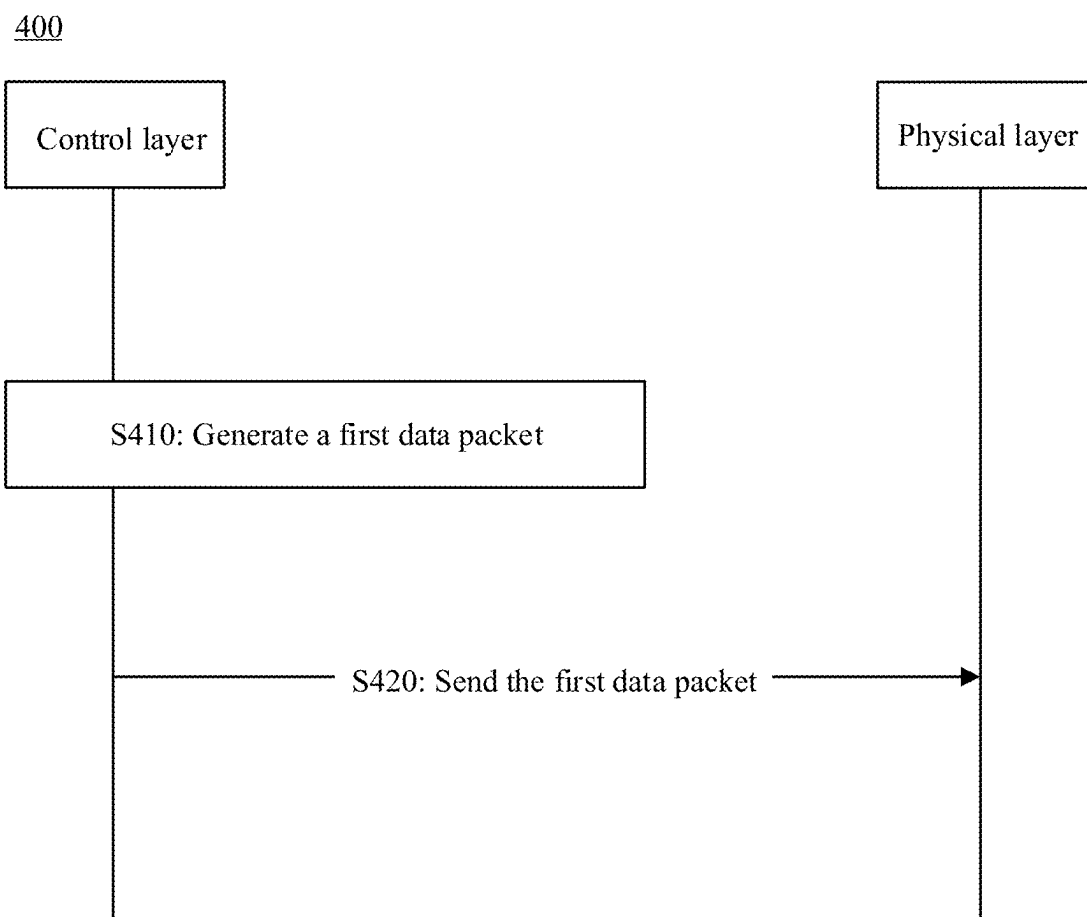 400
Control layer
Physical layer
S410: Generate a first data packet
S420: Send the first data packet